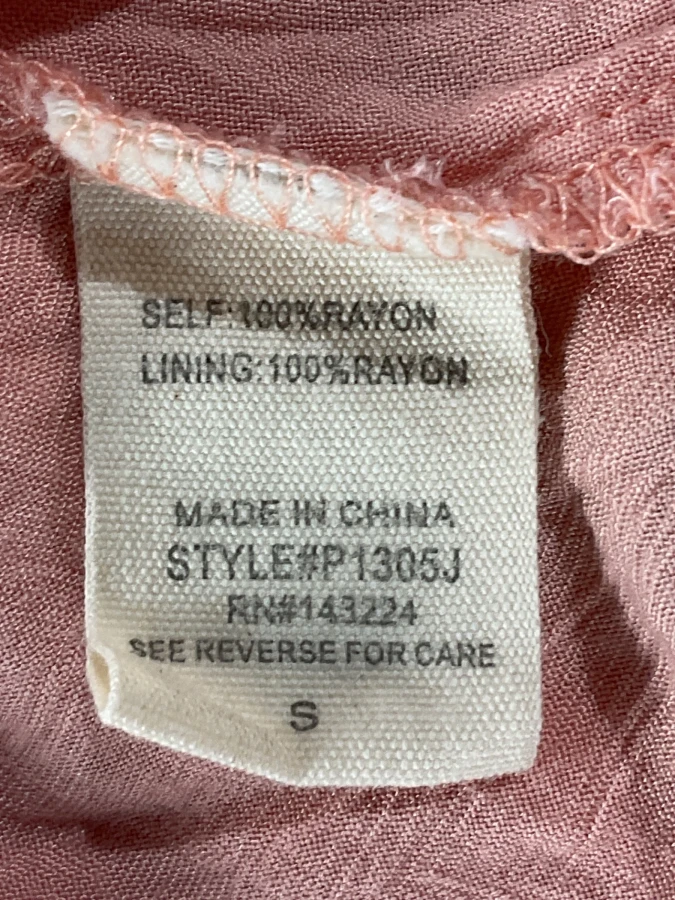 SELF:100%RAYON
LINING:100%RAYON
MADE IN CHINA
STYLE#P1305J
RN#143224
SEE REVERSE FOR CARE
S